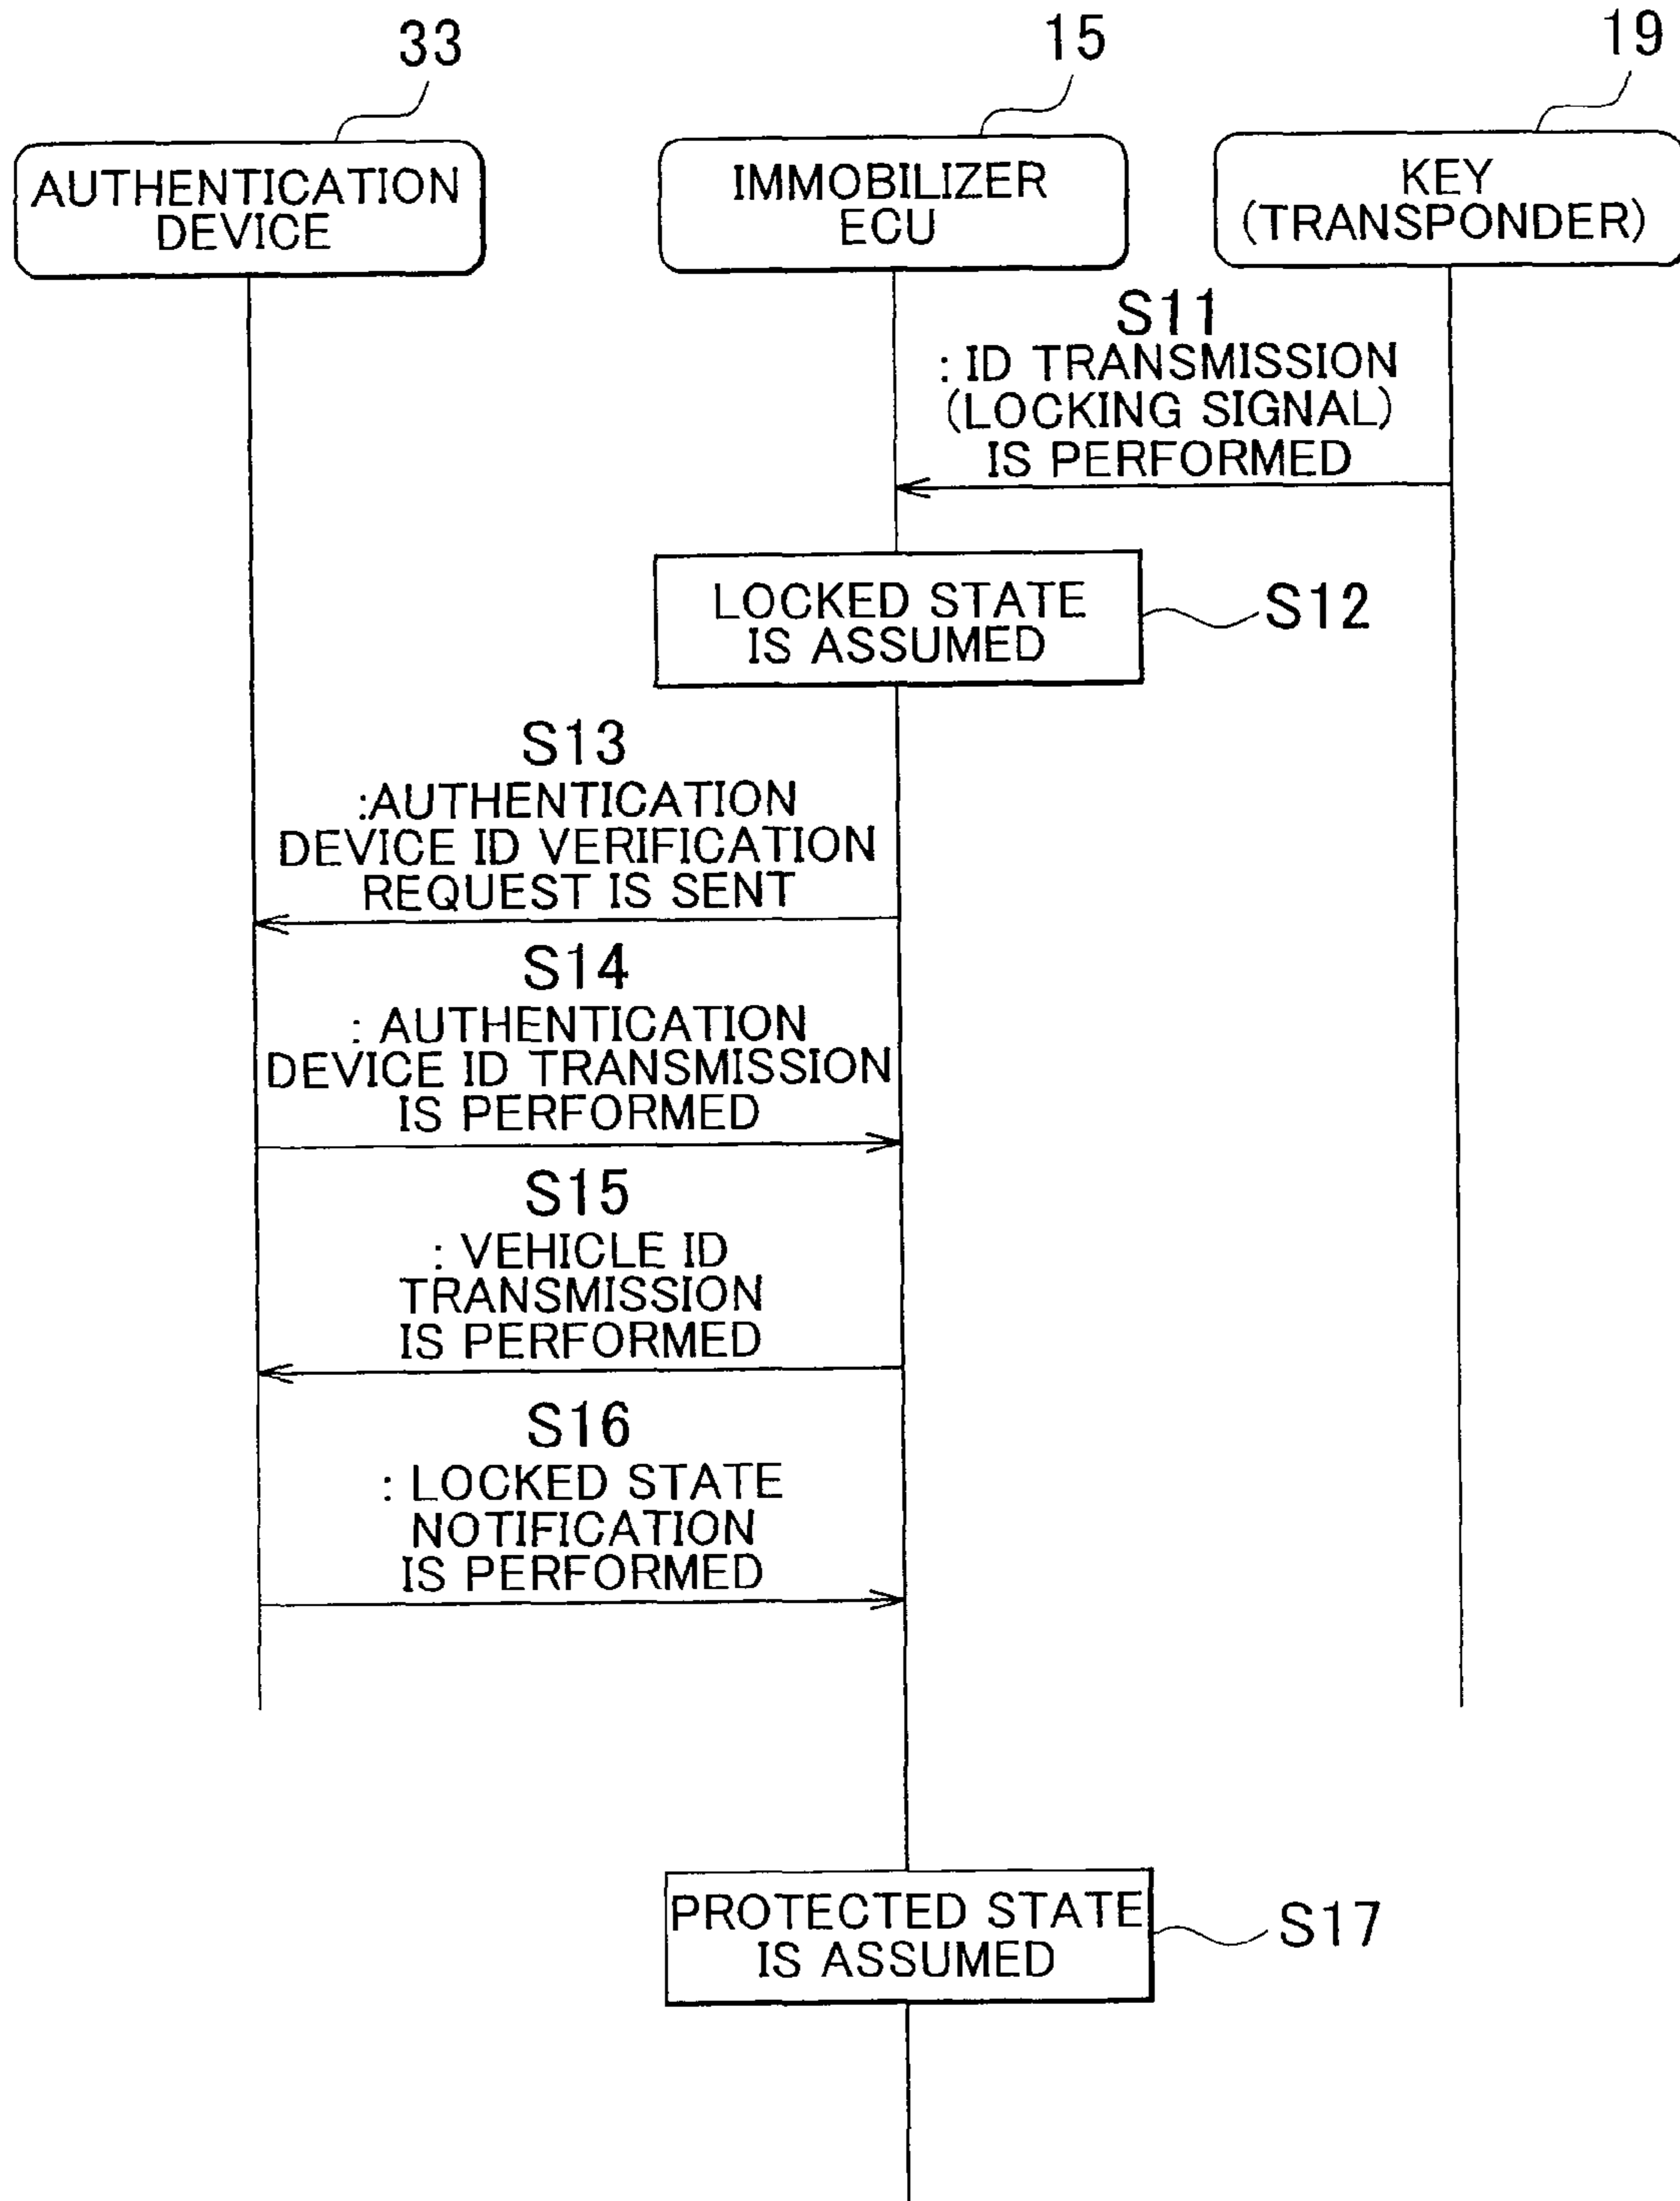 33
15
19
AUTHENTICATION
DEVICE
IMMOBILIZER
ECU
KEY
(TRANSPONDER)
S11
: ID TRANSMISSION
(LOCKING SIGNAL)
IS PERFORMED
LOCKED STATE
IS ASSUMED
S12
S13
:AUTHENTICATION
DEVICE ID VERIFICATION
REQUEST IS SENT
S14
: AUTHENTICATION
DEVICE ID TRANSMISSION
IS PERFORMED
S15
: VEHICLE ID
TRANSMISSION
IS PERFORMED
S16
: LOCKED STATE
NOTIFICATION
IS PERFORMED
PROTECTED STATE
IS ASSUMED
S17